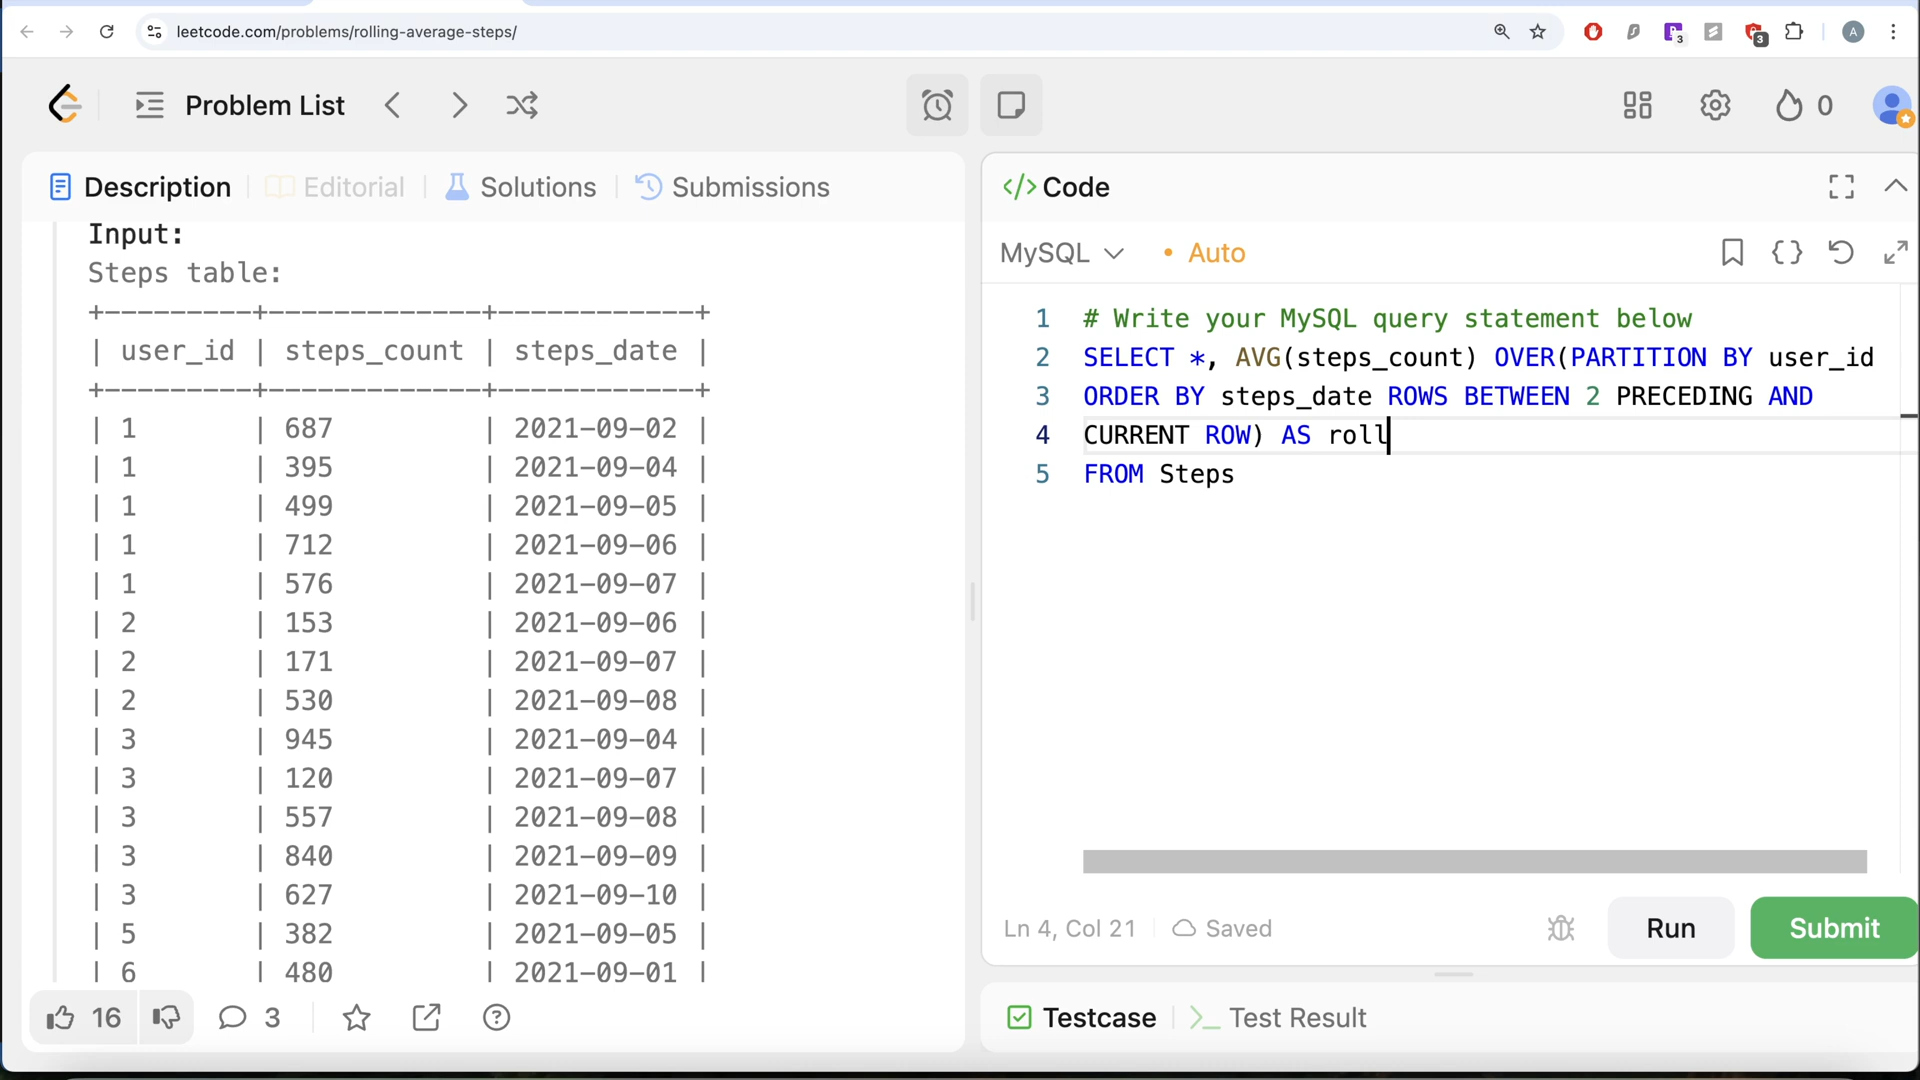 leetcode.com/problems/rolling-average-steps/
3
3
A
Problem List
0
Description
Editorial
Solutions
Submissions
Input:
Steps table:
+---------+-------------+------------+
| user_id | steps_count | steps_date |
+---------+-------------+------------+
| 1       | 687         | 2021-09-02 |
| 1       | 395         | 2021-09-04 |
| 1       | 499         | 2021-09-05 |
| 1       | 712         | 2021-09-06 |
| 1       | 576         | 2021-09-07 |
| 2       | 153         | 2021-09-06 |
| 2       | 171         | 2021-09-07 |
| 2       | 530         | 2021-09-08 |
| 3       | 945         | 2021-09-04 |
| 3       | 120         | 2021-09-07 |
| 3       | 557         | 2021-09-08 |
| 3       | 840         | 2021-09-09 |
| 3       | 627         | 2021-09-10 |
| 5       | 382         | 2021-09-05 |
| 6       | 480         | 2021-09-01 |
16
3
</> Code
MySQL
• Auto
1 # Write your MySQL query statement below
2 SELECT *, AVG(steps_count) OVER(PARTITION BY user_id
3 ORDER BY steps_date ROWS BETWEEN 2 PRECEDING AND
4 CURRENT ROW) AS roll
5 FROM Steps
Ln 4, Col 21
Saved
Run
Submit
Testcase
Test Result